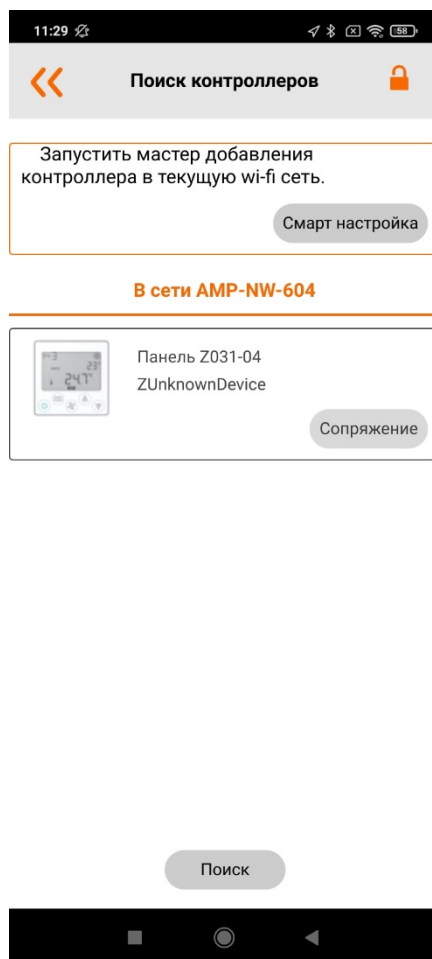 11:29
58
Поиск контроллеров
Запустить мастер добавления
контроллера в текущую wi-fi сеть.
Смарт настройка
В сети AMP-NW-604
Панель Z031-04
ZUnknownDevice
Сопряжение
Поиск